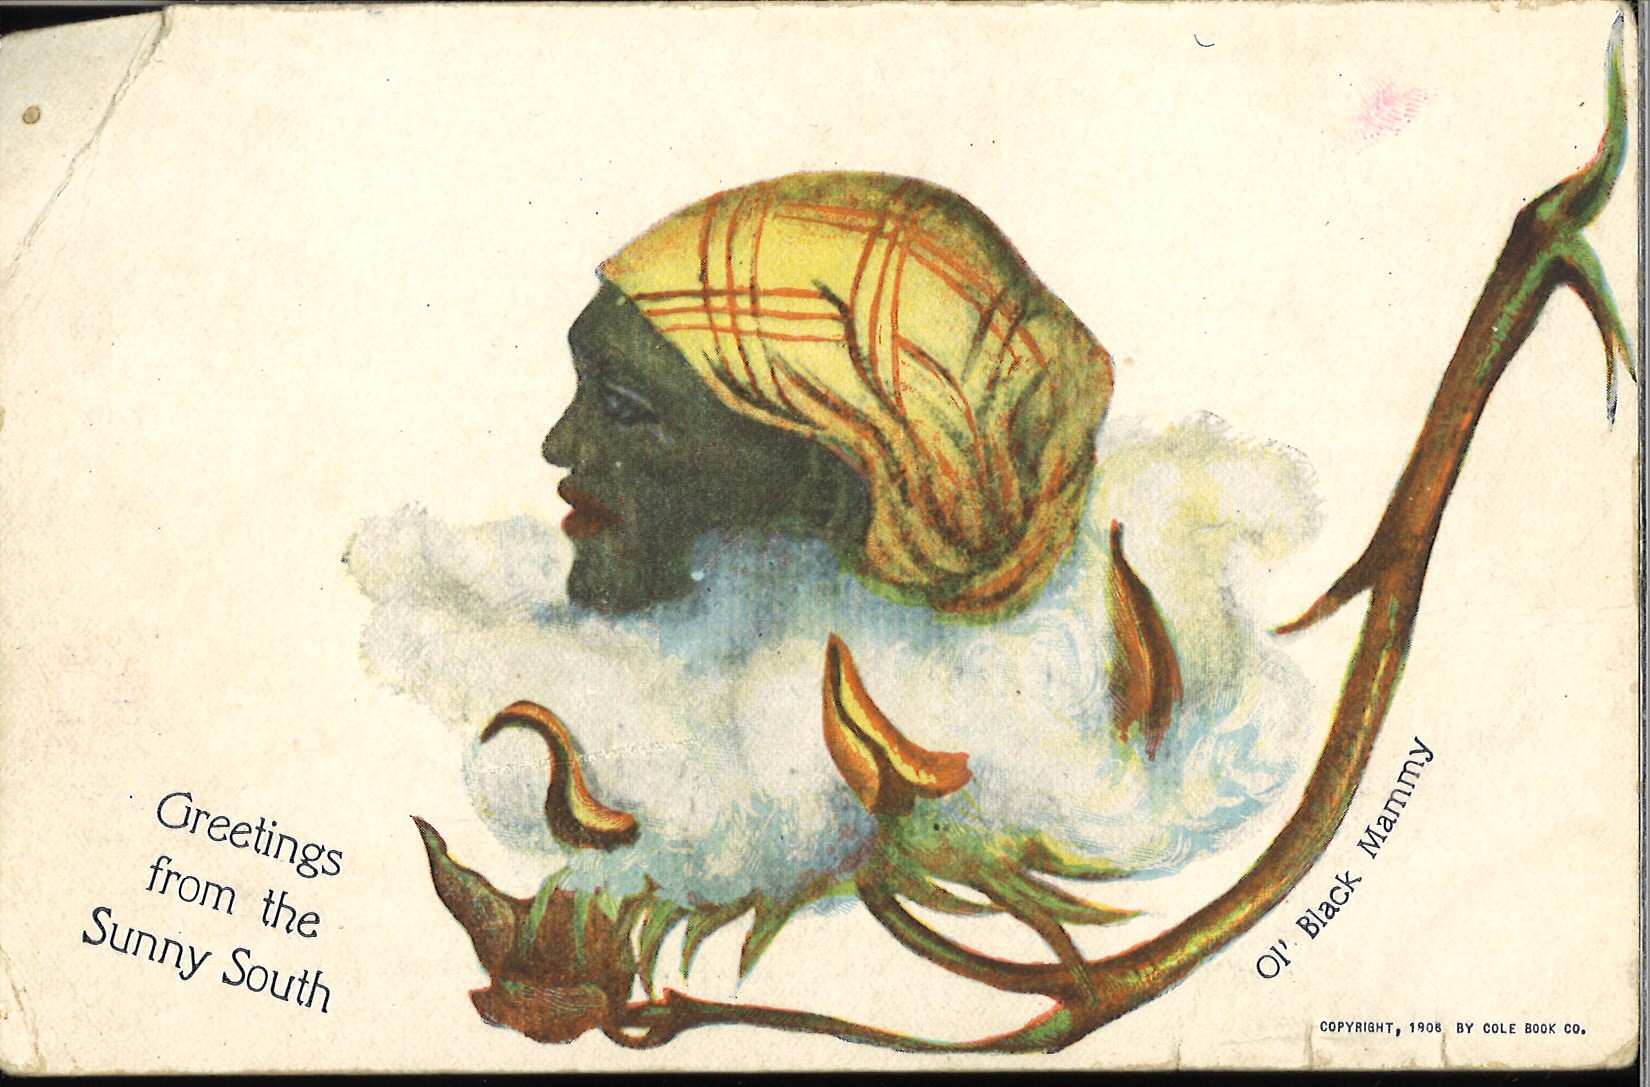 Greetings
from the
Sunny South
Ol' Black Mammy
COPYRIGHT, 1906 BY COLE BOOK CO.